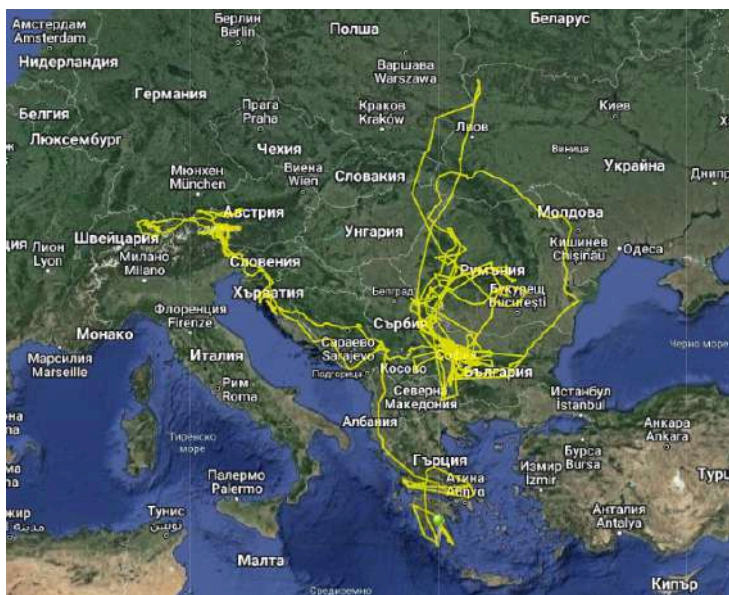 Амстердам
Amsterdam
Берлин
Berlin
Полша
Беларус
Нидерландия
Варшава
Warszawa
Германия
Белгия
Прага
Praha
Краков
Kraków
Лвов
Киев
Люксембург
Чехия
Виница
Мюнхен
München
Виена
Wien
Словакия
Украйна
Днипр
Австрия
Унгария
Молдова
Кишинев
Chișinău
Одеса
Швейцария
Лион
Lyon
Милано
Milano
Словения
Румъния
Хърватия
Белград
Букурещ
București
Монако
Флоренция
Firenze
Сърбия
Марсилия
Marseille
Италия
Сараево
Sarajevo
София
Черно море
Подгорица
Косово
България
Рим
Roma
Северна
Македония
Истанбул
İstanbul
Албания
Анкара
Ankara
Тиренско
море
Бурса
Bursa
Гърция
Измир
İzmir
Палермо
Palermo
Атина
Αθήνα
Анталия
Antalya
Тунис
تونس
Малта
Кипър
Средиземно